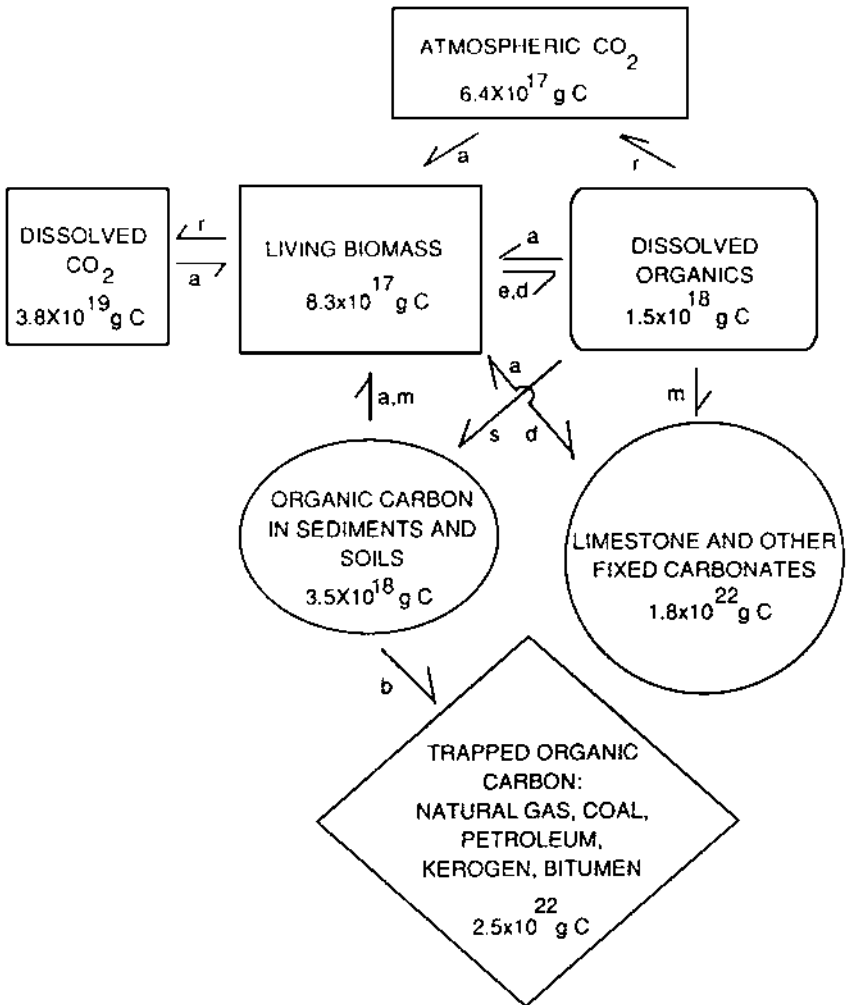 ATMOSPHERIC CO2
6.4X10^17 g C
a
r
DISSOLVED
CO2
3.8X10^19 g C
r
a
LIVING BIOMASS
8.3x10^17 g C
a
e,d
DISSOLVED
ORGANICS
1.5x10^18 g C
a,m
a
s
d
m
ORGANIC CARBON
IN SEDIMENTS AND
SOILS
3.5X10^18 g C
LIMESTONE AND OTHER
FIXED CARBONATES
1.8x10^22 g C
b
TRAPPED ORGANIC
CARBON:
NATURAL GAS, COAL,
PETROLEUM,
KEROGEN, BITUMEN
2.5x10^22 g C